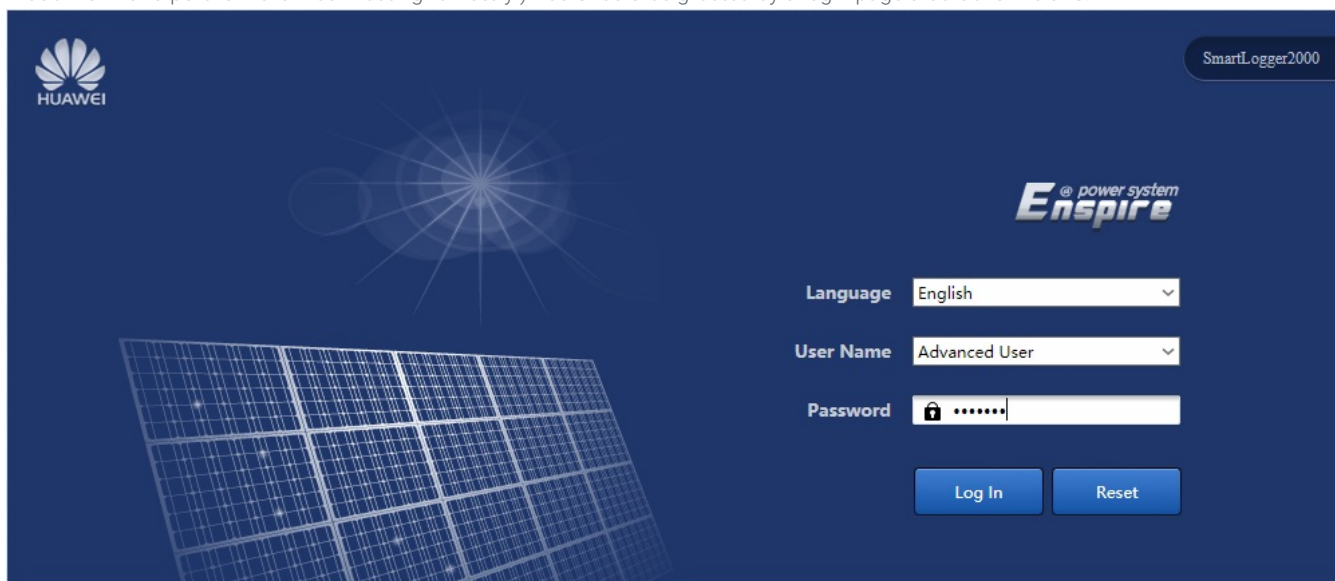 HUAWEI
SmartLogger2000
Enspire @ power system
Language English
User Name Advanced User
Password •••••••
Log In Reset